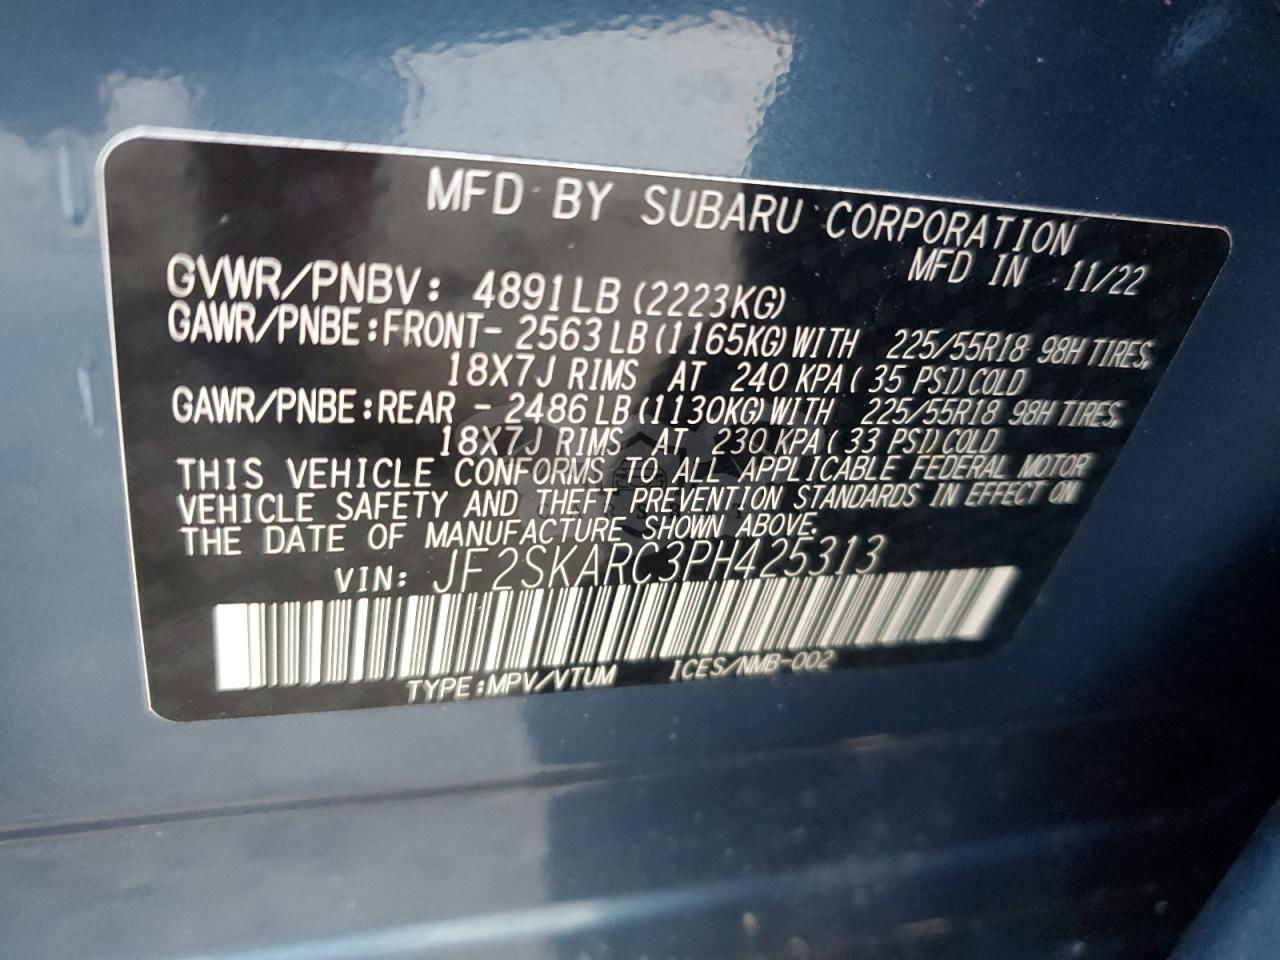 MFD BY SUBARU CORPORATION
MFD IN 11/22
GVWR/PNBV: 4891LB (2223KG)
GAWR/PNBE:FRONT- 2563 LB (1165KG) WITH 225/55R18 98H TIRES,
18X7J RIMS AT 240 KPA ( 35 PSI) COLD
GAWR/PNBE:REAR - 2486 LB (1130KG) WITH 225/55R18 98H TIRES,
18X7J RIMS AT 230 KPA ( 33 PSI) COLD
THIS VEHICLE CONFORMS TO ALL APPLICABLE FEDERAL MOTOR
VEHICLE SAFETY AND THEFT PREVENTION STANDARDS IN EFFECT ON
THE DATE OF MANUFACTURE SHOWN ABOVE.
VIN: JF2SKARC3PH425313
TYPE:MPV/VTUM ICES/NMB-002